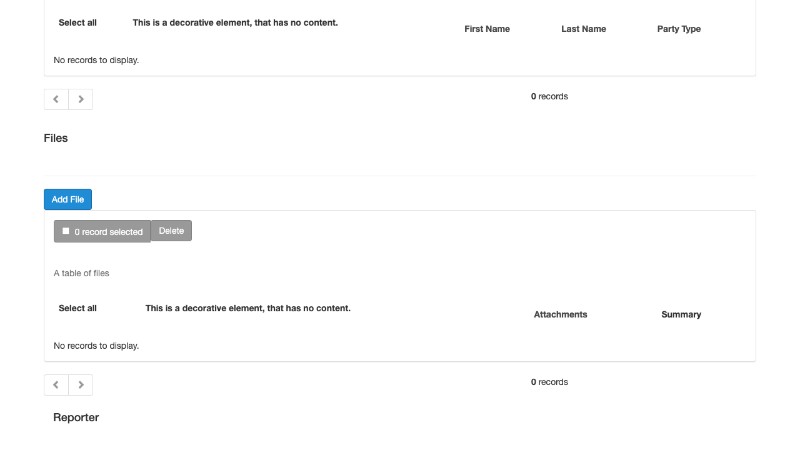 Select all This is a decorative element, that has no content. First Name Last Name Party Type
No records to display.
0 records
Files
Add File
0 record selected Delete
A table of files
Select all This is a decorative element, that has no content. Attachments Summary
No records to display.
0 records
Reporter